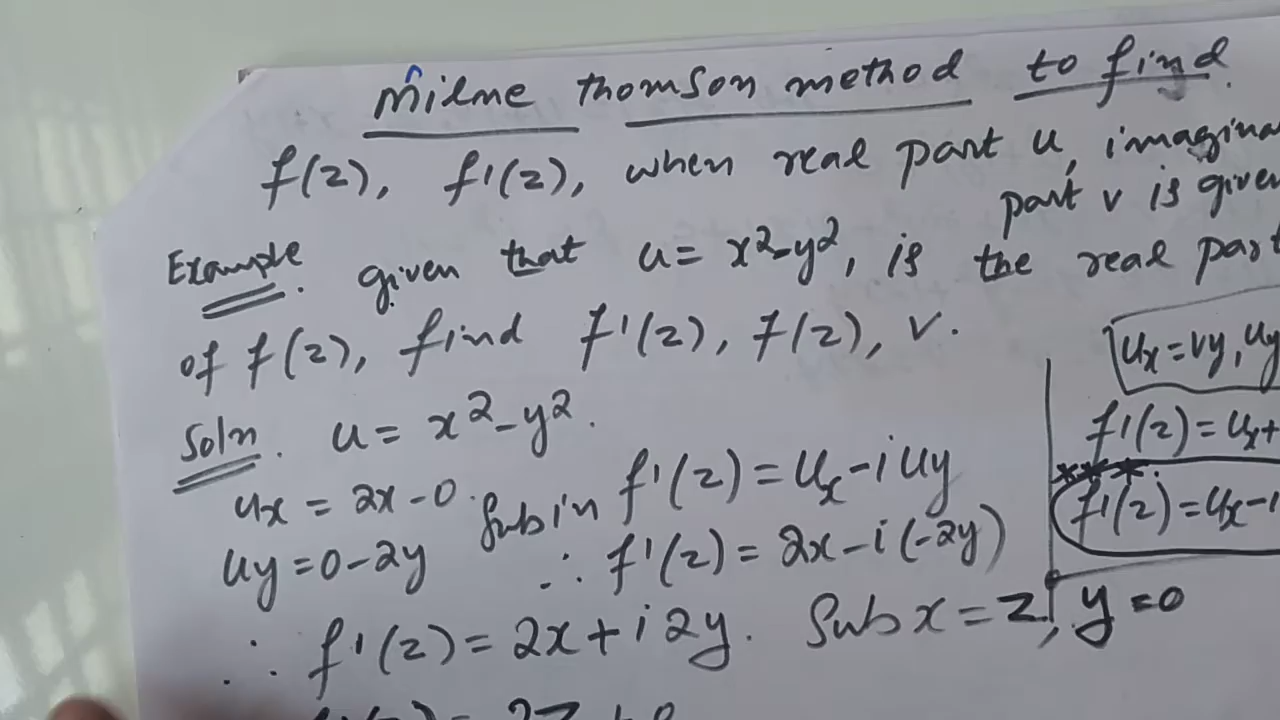 Milne thomson method to find
f(z), f'(z), when real part u, imagina
part v is given
Example. given that u = x²-y², is the real part
of f(z), find f'(z), f(z), v.
Soln. u = x²-y².
ux = 2x-0. Sub in f'(z) = ux - i uy
uy = 0-2y ∴ f'(z) = 2x - i(-2y)
∴ f'(z) = 2x + i2y. Sub x = z, y = 0
ux = vy, uy
f'(z) = ux +
***
f'(z) = ux - i